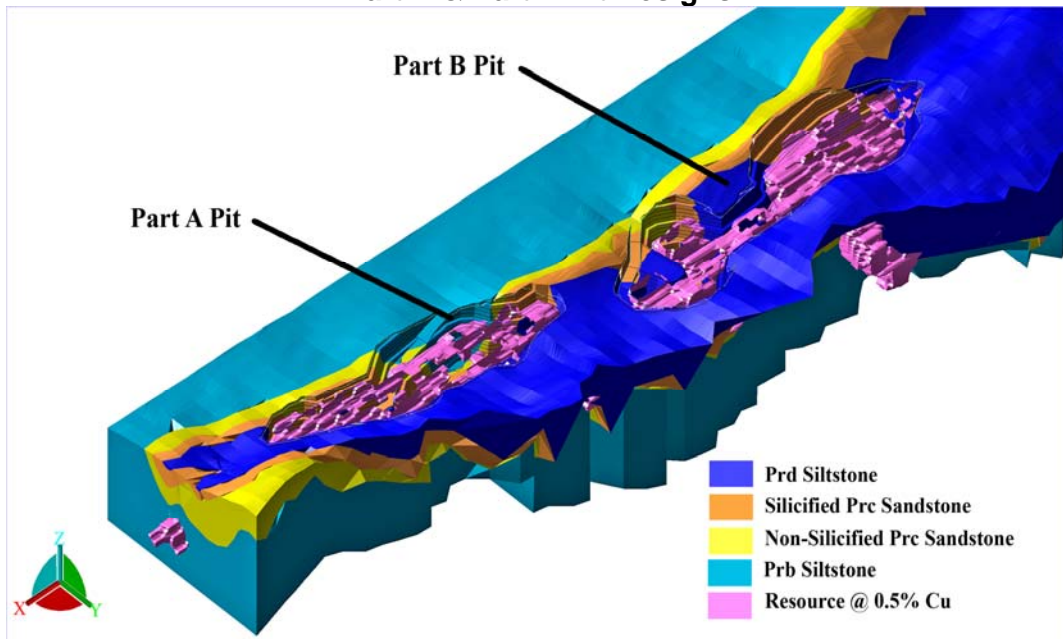 Part B Pit
Part A Pit
Prd Siltstone
Silicified Prc Sandstone
Non-Silicified Prc Sandstone
Prb Siltstone
Resource @ 0.5% Cu
Z
X
Y